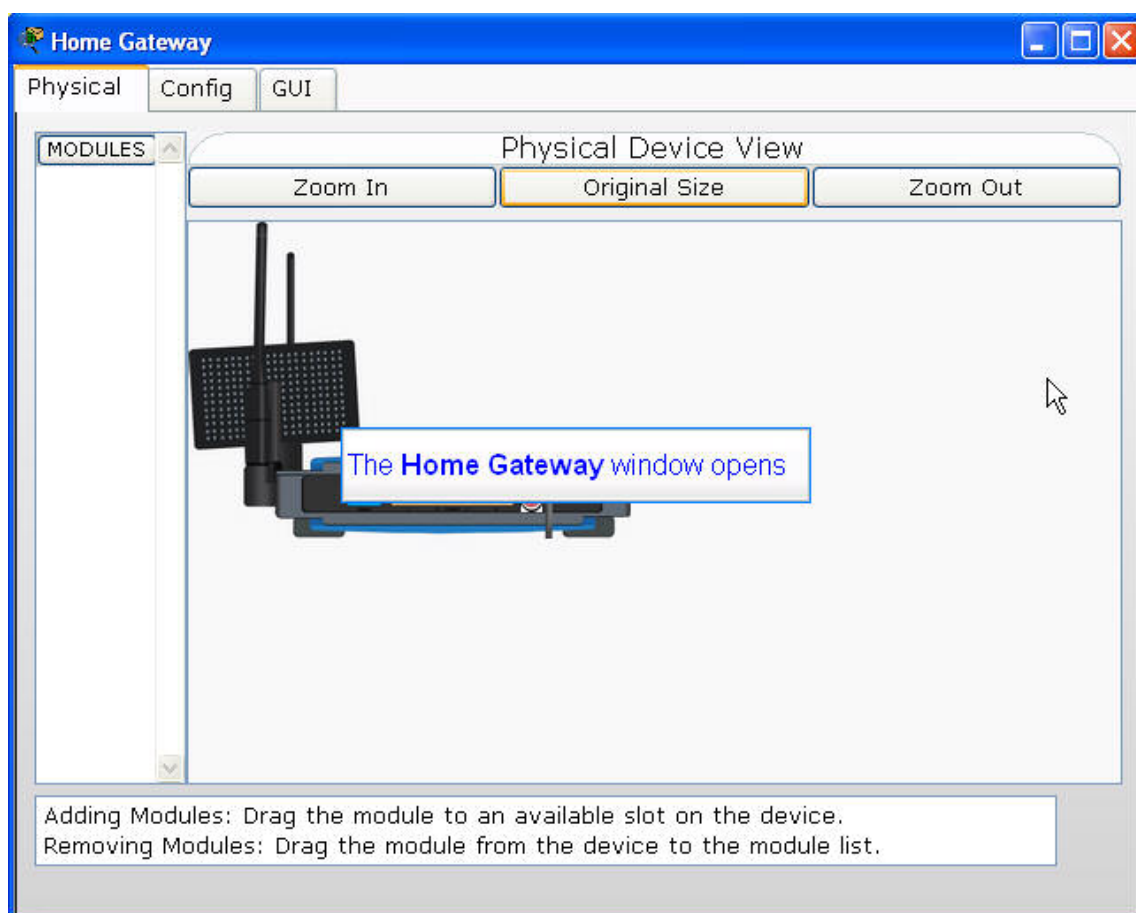 Home Gateway
Physical
Config
GUI
MODULES
Physical Device View
Zoom In
Original Size
Zoom Out
The Home Gateway window opens
Adding Modules: Drag the module to an available slot on the device.
Removing Modules: Drag the module from the device to the module list.